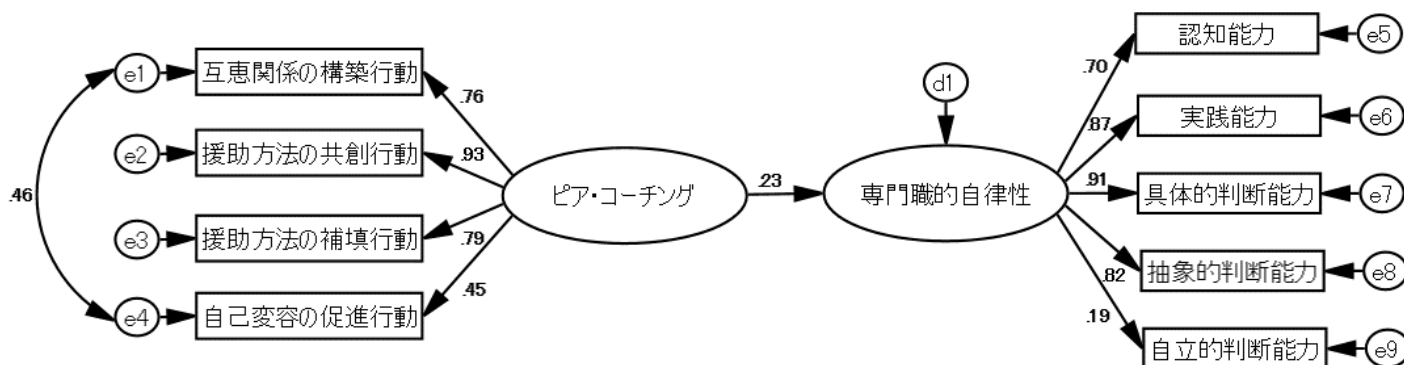 e1
互恵関係の構築行動
.76
e2
援助方法の共創行動
.93
.46
e3
援助方法の補填行動
.79
e4
自己変容の促進行動
.45
ピア・コーチング
.23
d1
専門職的自律性
.70
認知能力
e5
.87
実践能力
e6
.91
具体的判断能力
e7
.82
抽象的判断能力
e8
.19
自立的判断能力
e9